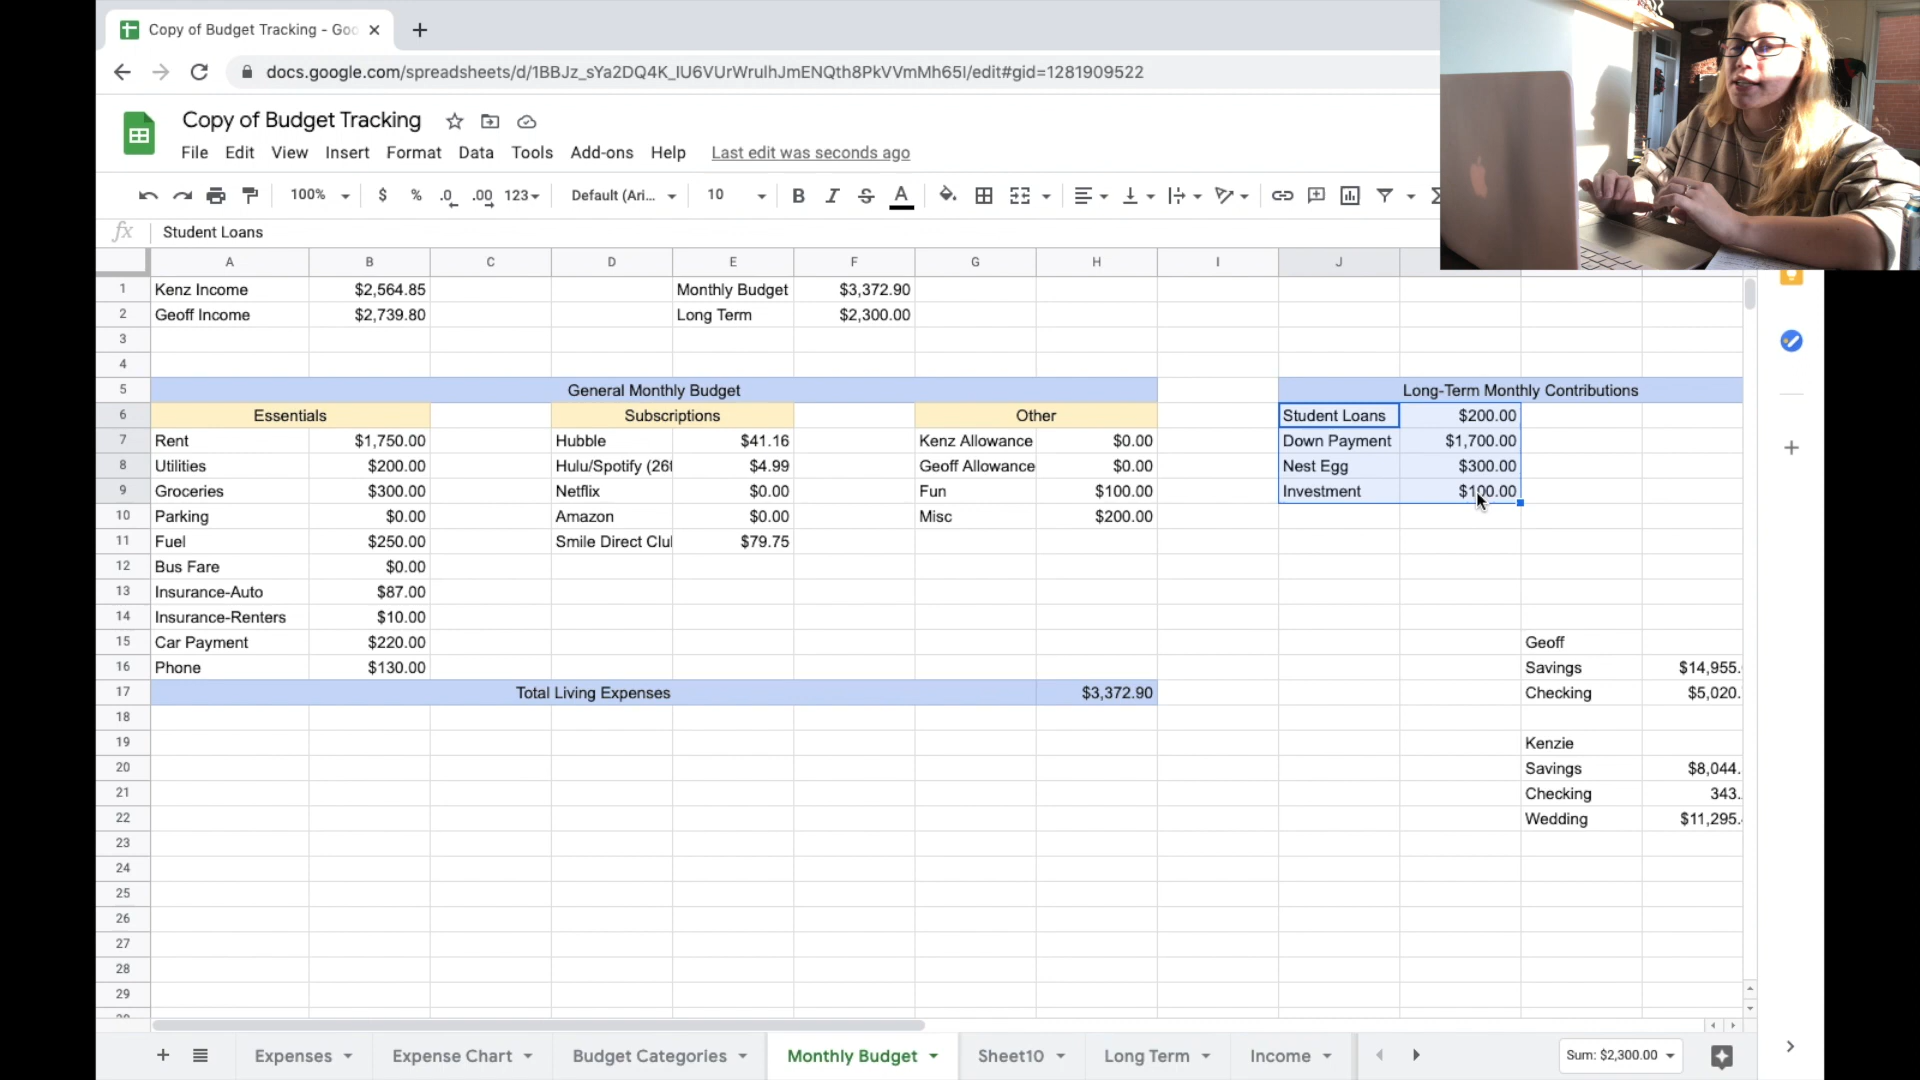 Copy of Budget Tracking - Goo
docs.google.com/spreadsheets/d/1BBJz_sYa2DQ4K_IU6VUrWrulhJmENQth8PkVVmMh65I/edit#gid=1281909522
Copy of Budget Tracking
File Edit View Insert Format Data Tools Add-ons Help Last edit was seconds ago
100% $ % .0 .00 123 Default (Ari... 10 B I S A
fx Student Loans
A B C D E F G H I J
1 Kenz Income $2,564.85 Monthly Budget $3,372.90
2 Geoff Income $2,739.80 Long Term $2,300.00
3
4
5 General Monthly Budget Long-Term Monthly Contributions
6 Essentials Subscriptions Other Student Loans $200.00
7 Rent $1,750.00 Hubble $41.16 Kenz Allowance $0.00 Down Payment $1,700.00
8 Utilities $200.00 Hulu/Spotify (26t $4.99 Geoff Allowance $0.00 Nest Egg $300.00
9 Groceries $300.00 Netflix $0.00 Fun $100.00 Investment $100.00
10 Parking $0.00 Amazon $0.00 Misc $200.00
11 Fuel $250.00 Smile Direct Clu $79.75
12 Bus Fare $0.00
13 Insurance-Auto $87.00
14 Insurance-Renters $10.00
15 Car Payment $220.00 Geoff
16 Phone $130.00 Savings $14,955.
17 Total Living Expenses $3,372.90 Checking $5,020.
18
19 Kenzie
20 Savings $8,044.
21 Checking 343.
22 Wedding $11,295.
23
24
25
26
27
28
29
Expenses Expense Chart Budget Categories Monthly Budget Sheet10 Long Term Income Sum: $2,300.00